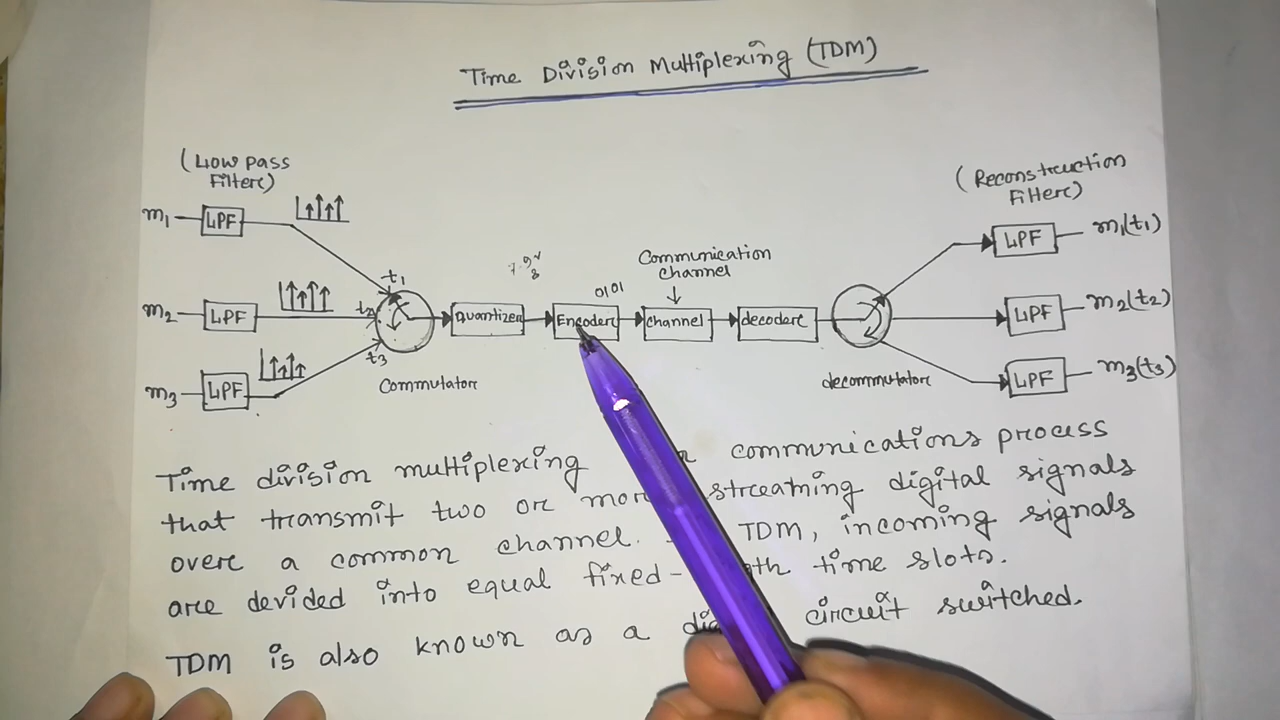 Time Division Multiplexing (TDM)
(Low pass
Filter)
(Reconstruction
Filter)
m1
LPF
m1(t1)
LPF
Communication
channel
t1
0101
m2
LPF
t2
Quantizer
Encoder
channel
decoder
LPF
m2(t2)
t3
m3
LPF
Commutator
decommutator
LPF
m3(t3)
Time division multiplexing communications process
that transmit two or streaming digital signals
over a common channel. TDM, incoming signals
are devided into equal fixed- time slots.
TDM is also known as a circuit switched.